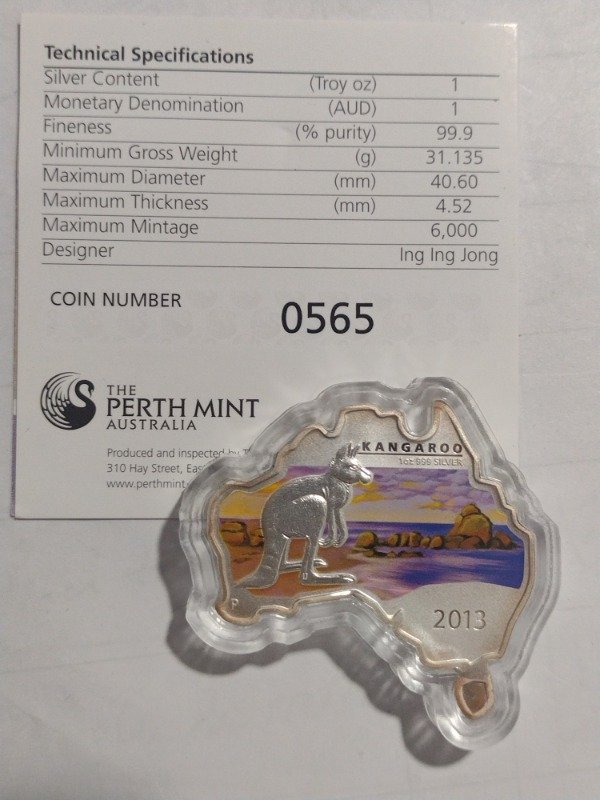 Technical Specifications
Silver Content (Troy oz) 1
Monetary Denomination (AUD) 1
Fineness (% purity) 99.9
Minimum Gross Weight (g) 31.135
Maximum Diameter (mm) 40.60
Maximum Thickness (mm) 4.52
Maximum Mintage 6,000
Designer Ing Ing Jong
COIN NUMBER 0565
THE
PERTH MINT
AUSTRALIA
Produced and inspected by
310 Hay Street,
www.perthmint
KANGAROO
1oz 999 SILVER
P
2013